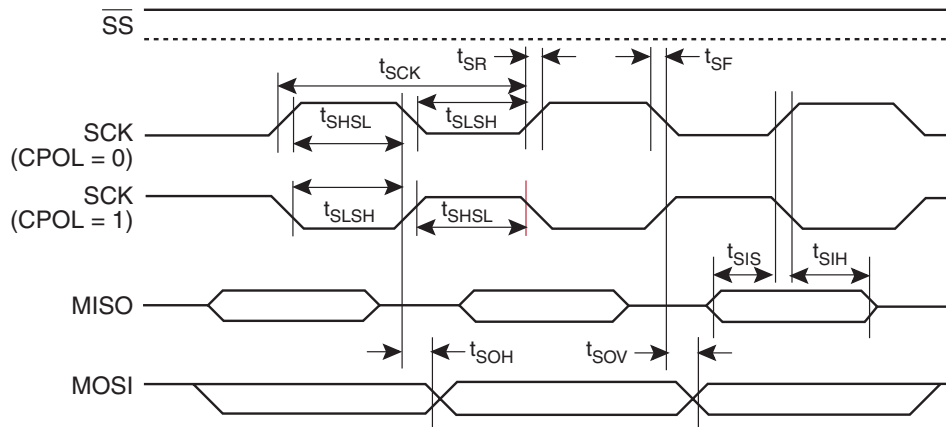 SS
tSCK
tSR
tSF
SCK
(CPOL = 0)
tSHSL
tSLSH
SCK
(CPOL = 1)
tSLSH
tSHSL
MISO
tSIS
tSIH
tSOH
tSOV
MOSI